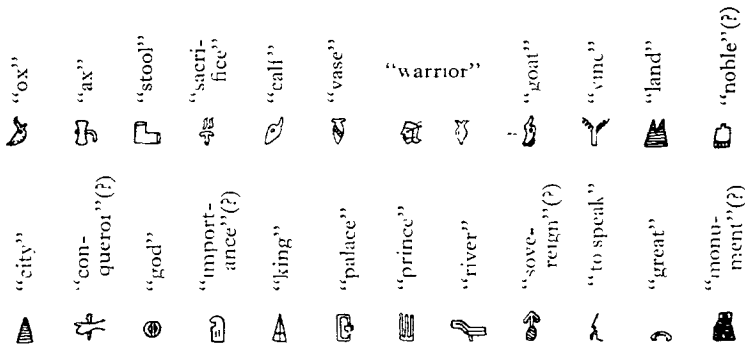 “ox”
“ax”
“stool”
“sacri-
fice”
“calf”
“vase”
“warrior”
“goat”
“vine”
“land”
“noble”(?)
“city”
“con-
queror”(?)
“god”
“import-
ance”(?)
“king”
“palace”
“prince”
“river”
“sove-
reign”(?)
“to speak”
“great”
“monu-
ment”(?)